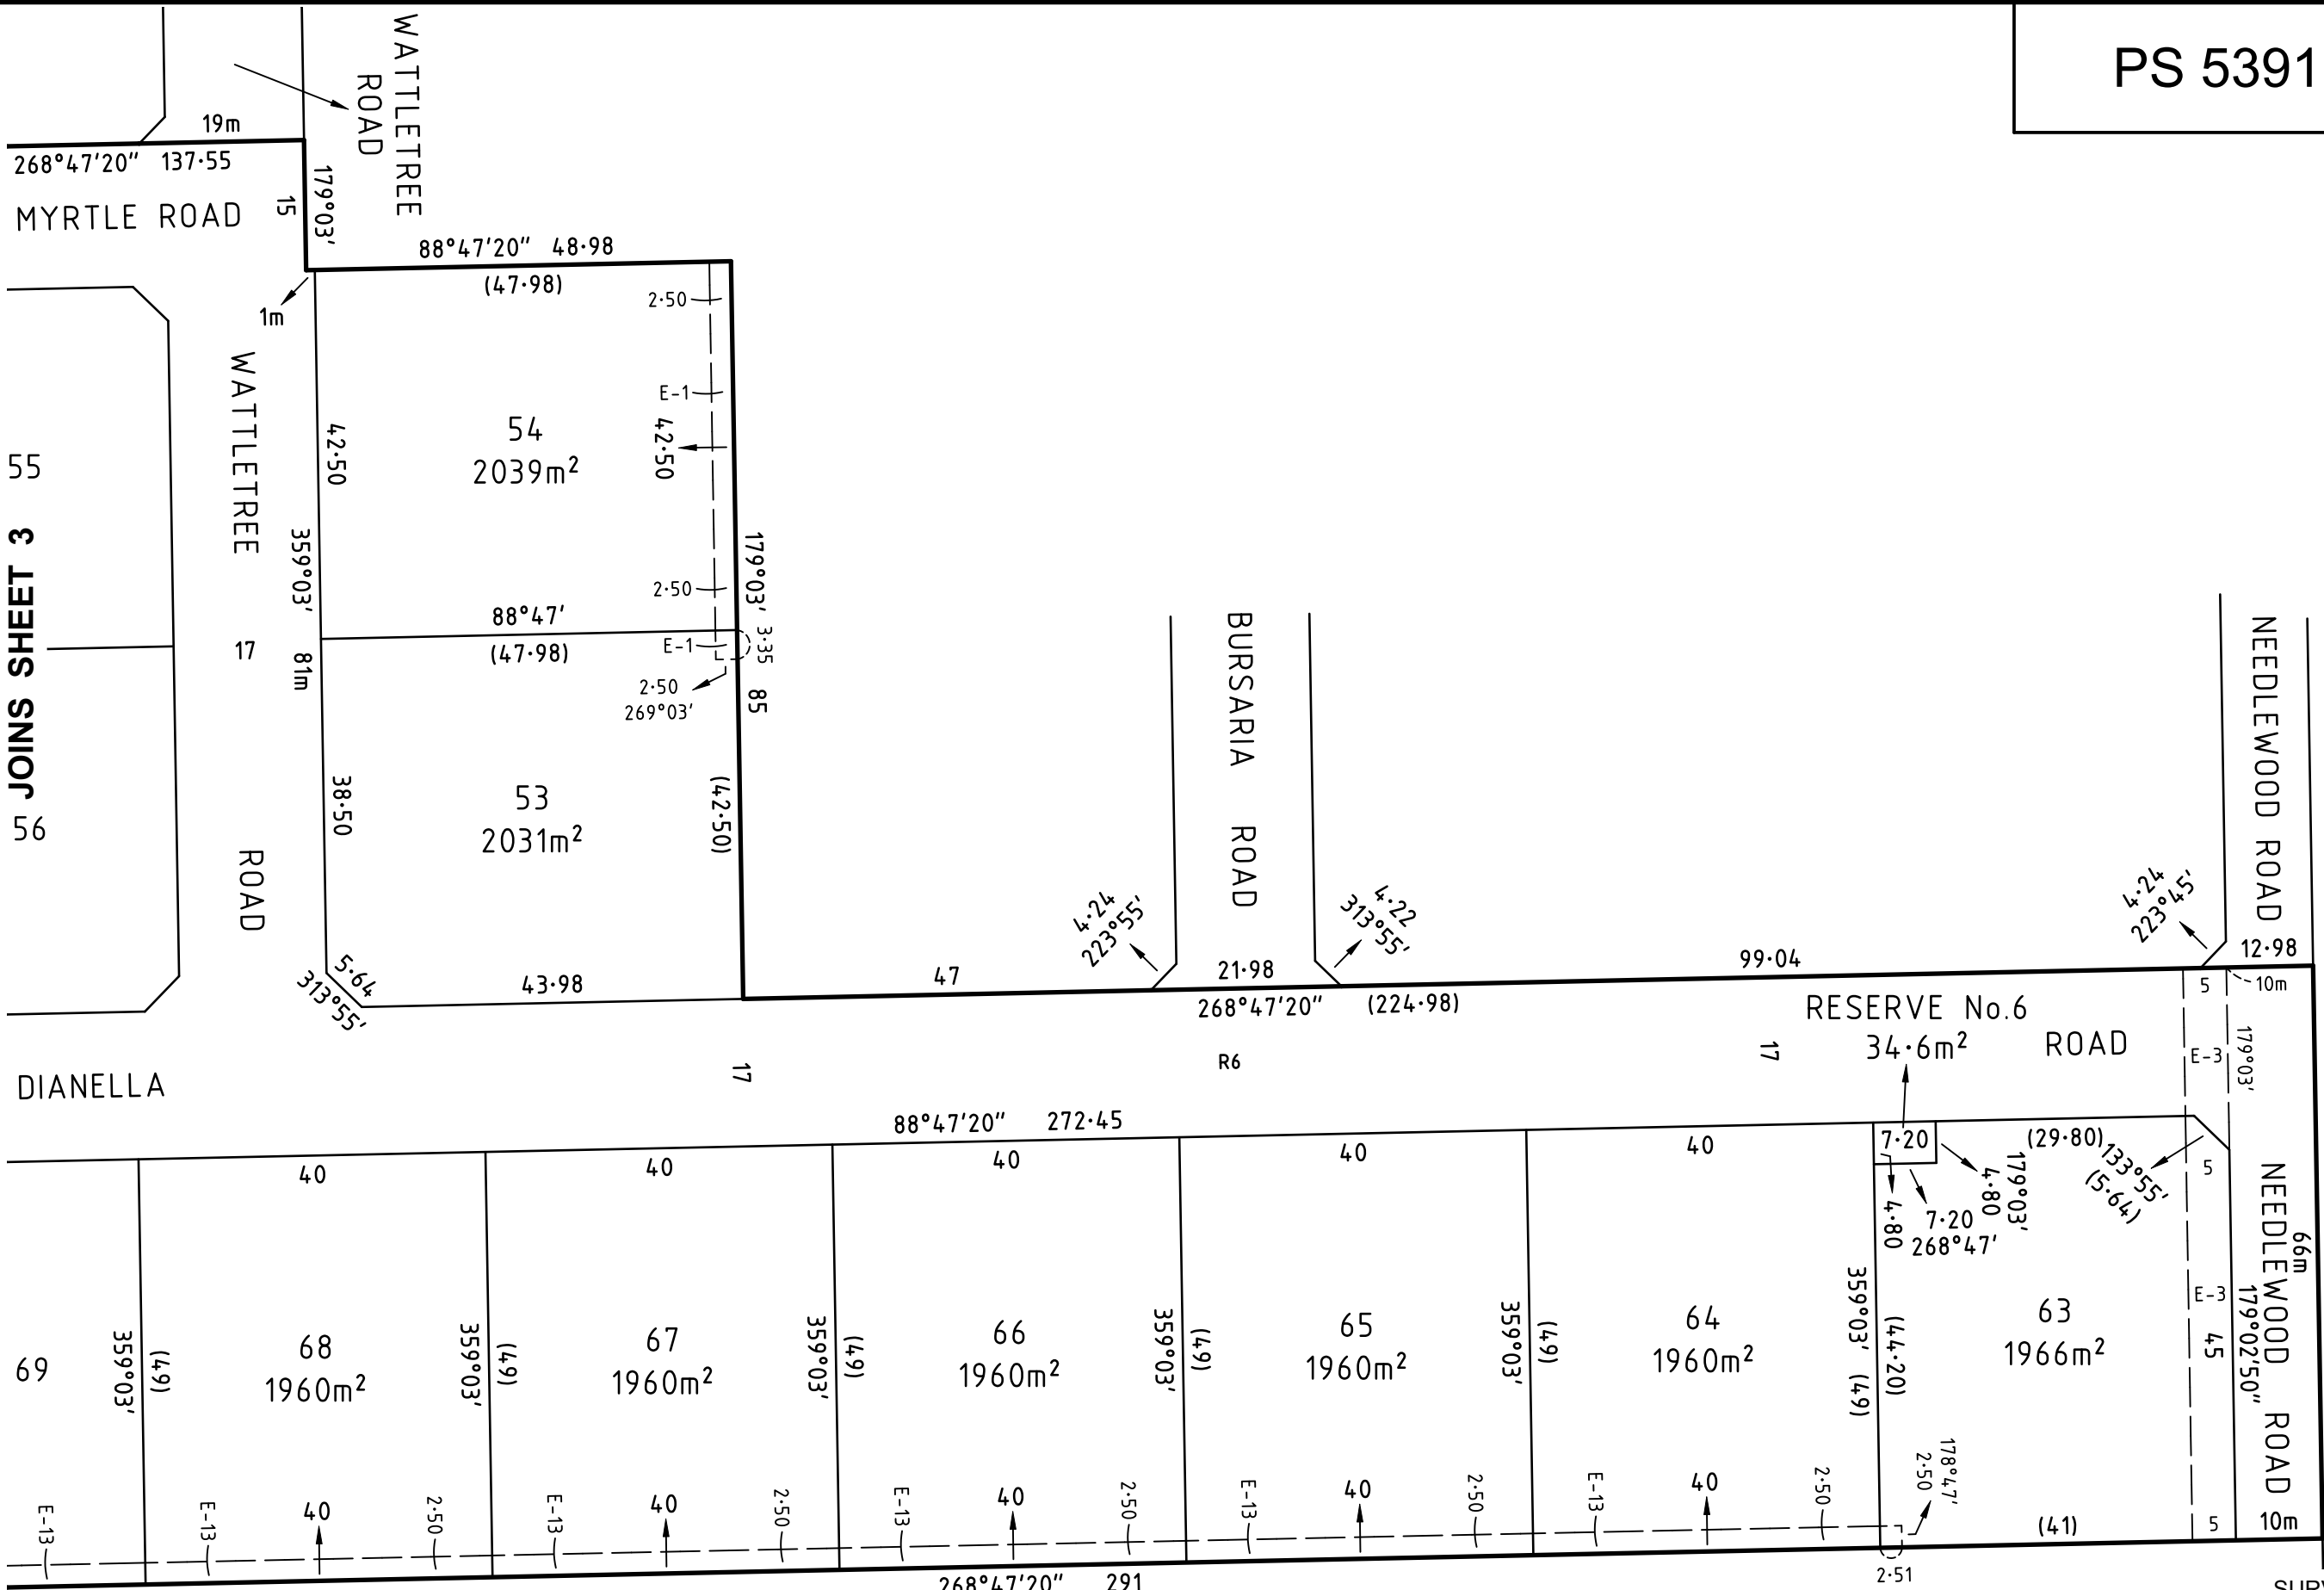 PS 5391
WATTLETREE
ROAD
19m
268°47'20" 137·55
MYRTLE ROAD
15
179°03'
88°47'20" 48·98
(47·98)
1m
2·50
E-1
42·50
54
2039m²
42·50
WATTLETREE
ROAD
55
JOINS SHEET 3
56
359°03'
17
81m
2·50
88°47'
(47·98)
E-1
179°03'
3·35
85
2·50
269°03'
38·50
53
2031m²
(42·50)
5·64
313°55'
43·98
BURSARIA ROAD
NEEDLEWOOD ROAD
47
4·24
223°55'
21·98
4·22
313°55'
99·04
4·24
223°45'
12·98
268°47'20" (224·98)
RESERVE No.6
34·6m²
ROAD
5
10m
E-3
179°03'
DIANELLA
17
R6
17
88°47'20" 272·45
40
40
40
40
40
7·20
4·80
4·80
179°03'
7·20
268°47'
(29·80)
133°55'
(5·64)
5
NEEDLEWOOD ROAD
66m
179°02'50"
E-3
45
69
359°03'
(49)
68
1960m²
359°03'
(49)
67
1960m²
359°03'
(49)
66
1960m²
359°03'
(49)
65
1960m²
359°03'
(49)
64
1960m²
359°03' (49)
(44·20)
63
1966m²
E-13
E-13
40
2·50
E-13
40
2·50
E-13
40
2·50
E-13
40
2·50
E-13
40
2·50
2·50
178°47'
(41)
5
10m
2·51
268°47'20" 291
SURV